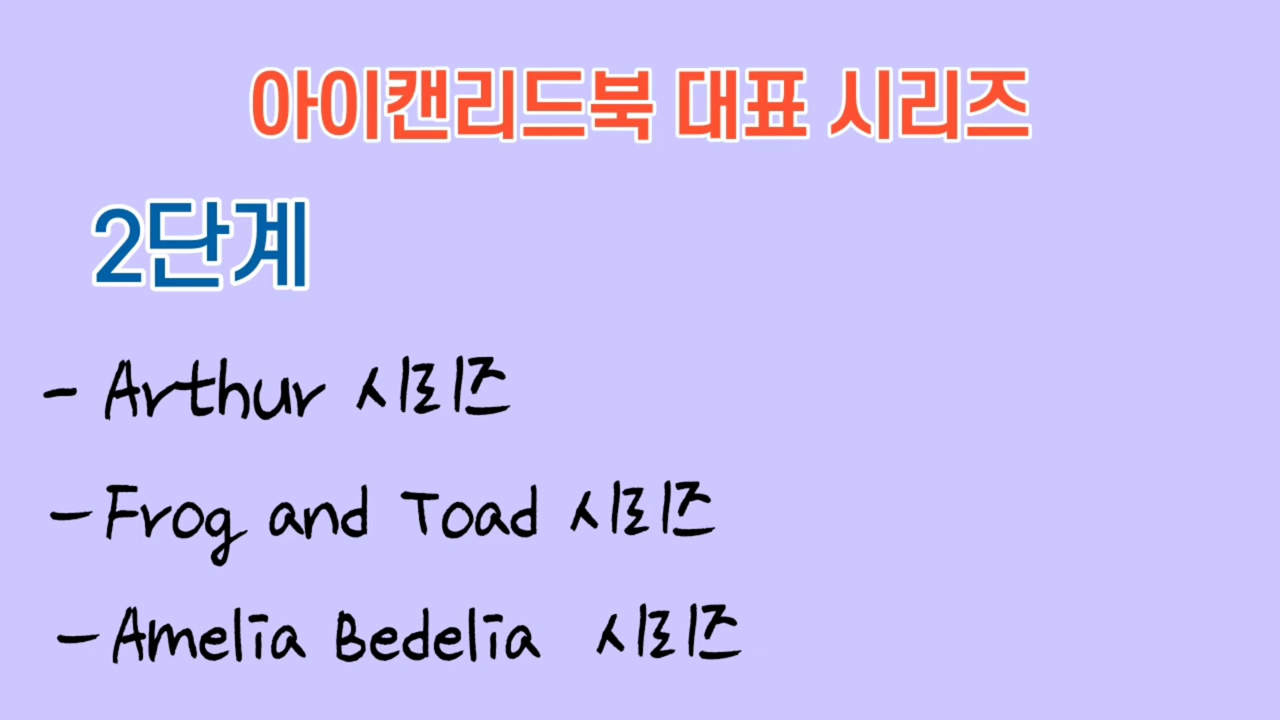 아이캔리드북 대표 시리즈
2단계
- Arthur 시리즈
- Frog and Toad 시리즈
- Amelia Bedelia 시리즈